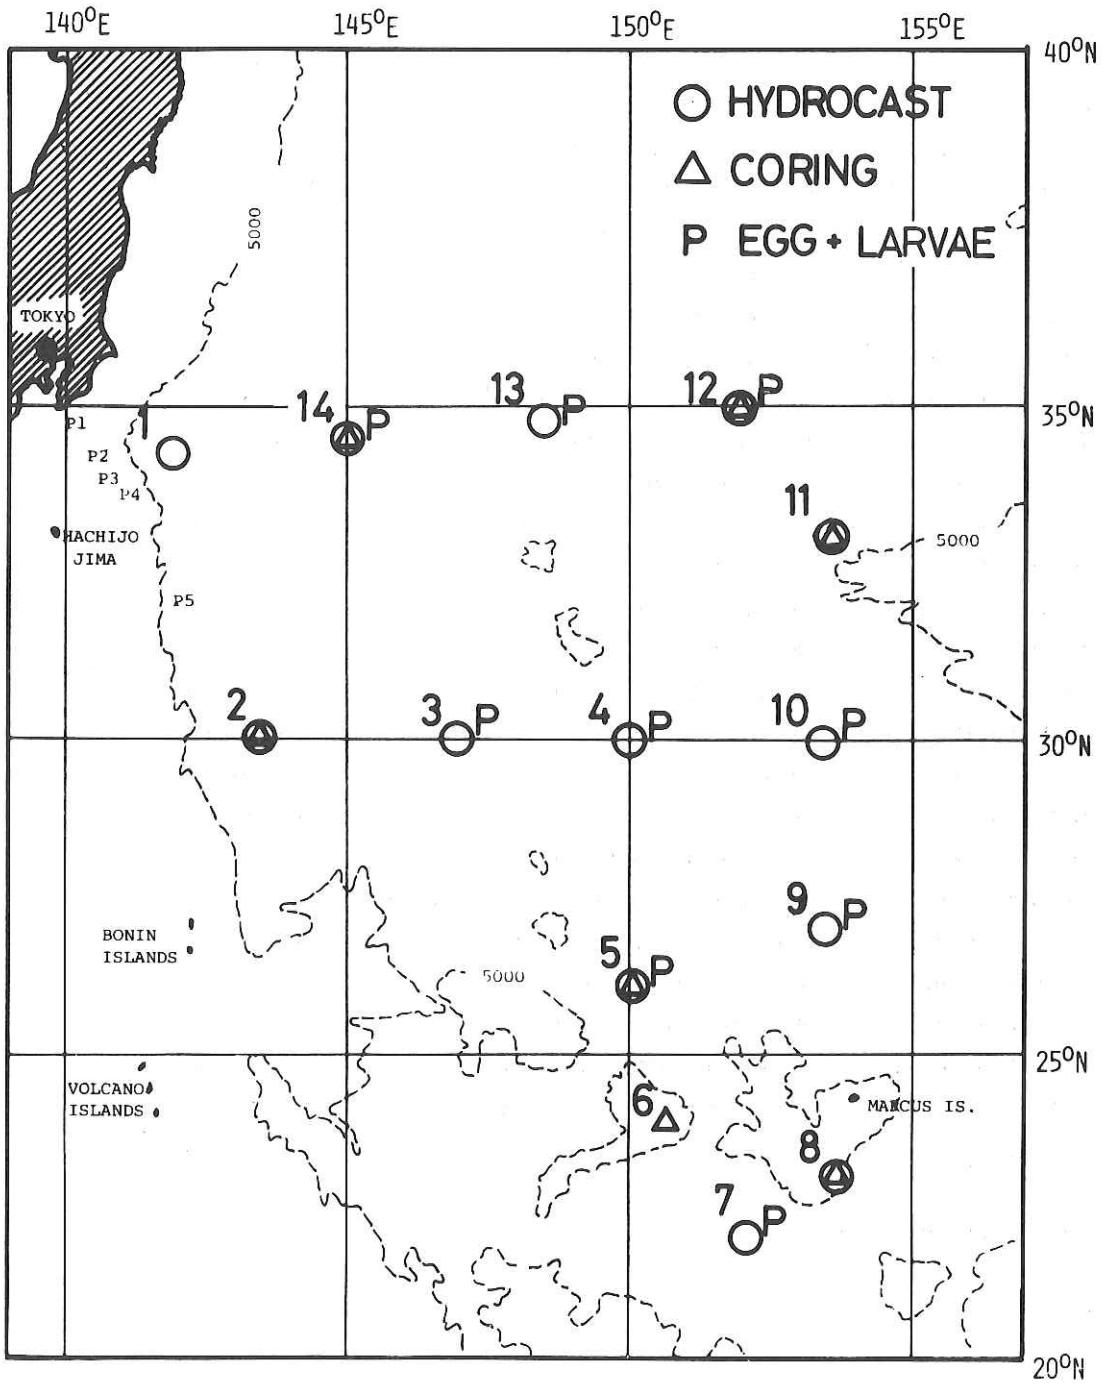 140°E 145°E 150°E 155°E
40°N
○ HYDROCAST
△ CORING
P EGG + LARVAE
5000
TOKYO
13 P
12 P
14 P
35°N
P1
1
P2
P3
P4
11
HACHIJO
JIMA
5000
P5
2
3 P
4 P
10 P
30°N
9 P
BONIN
ISLANDS
5 P
5000
25°N
VOLCANO
ISLANDS
6
MARCUS IS.
8
7 P
20°N